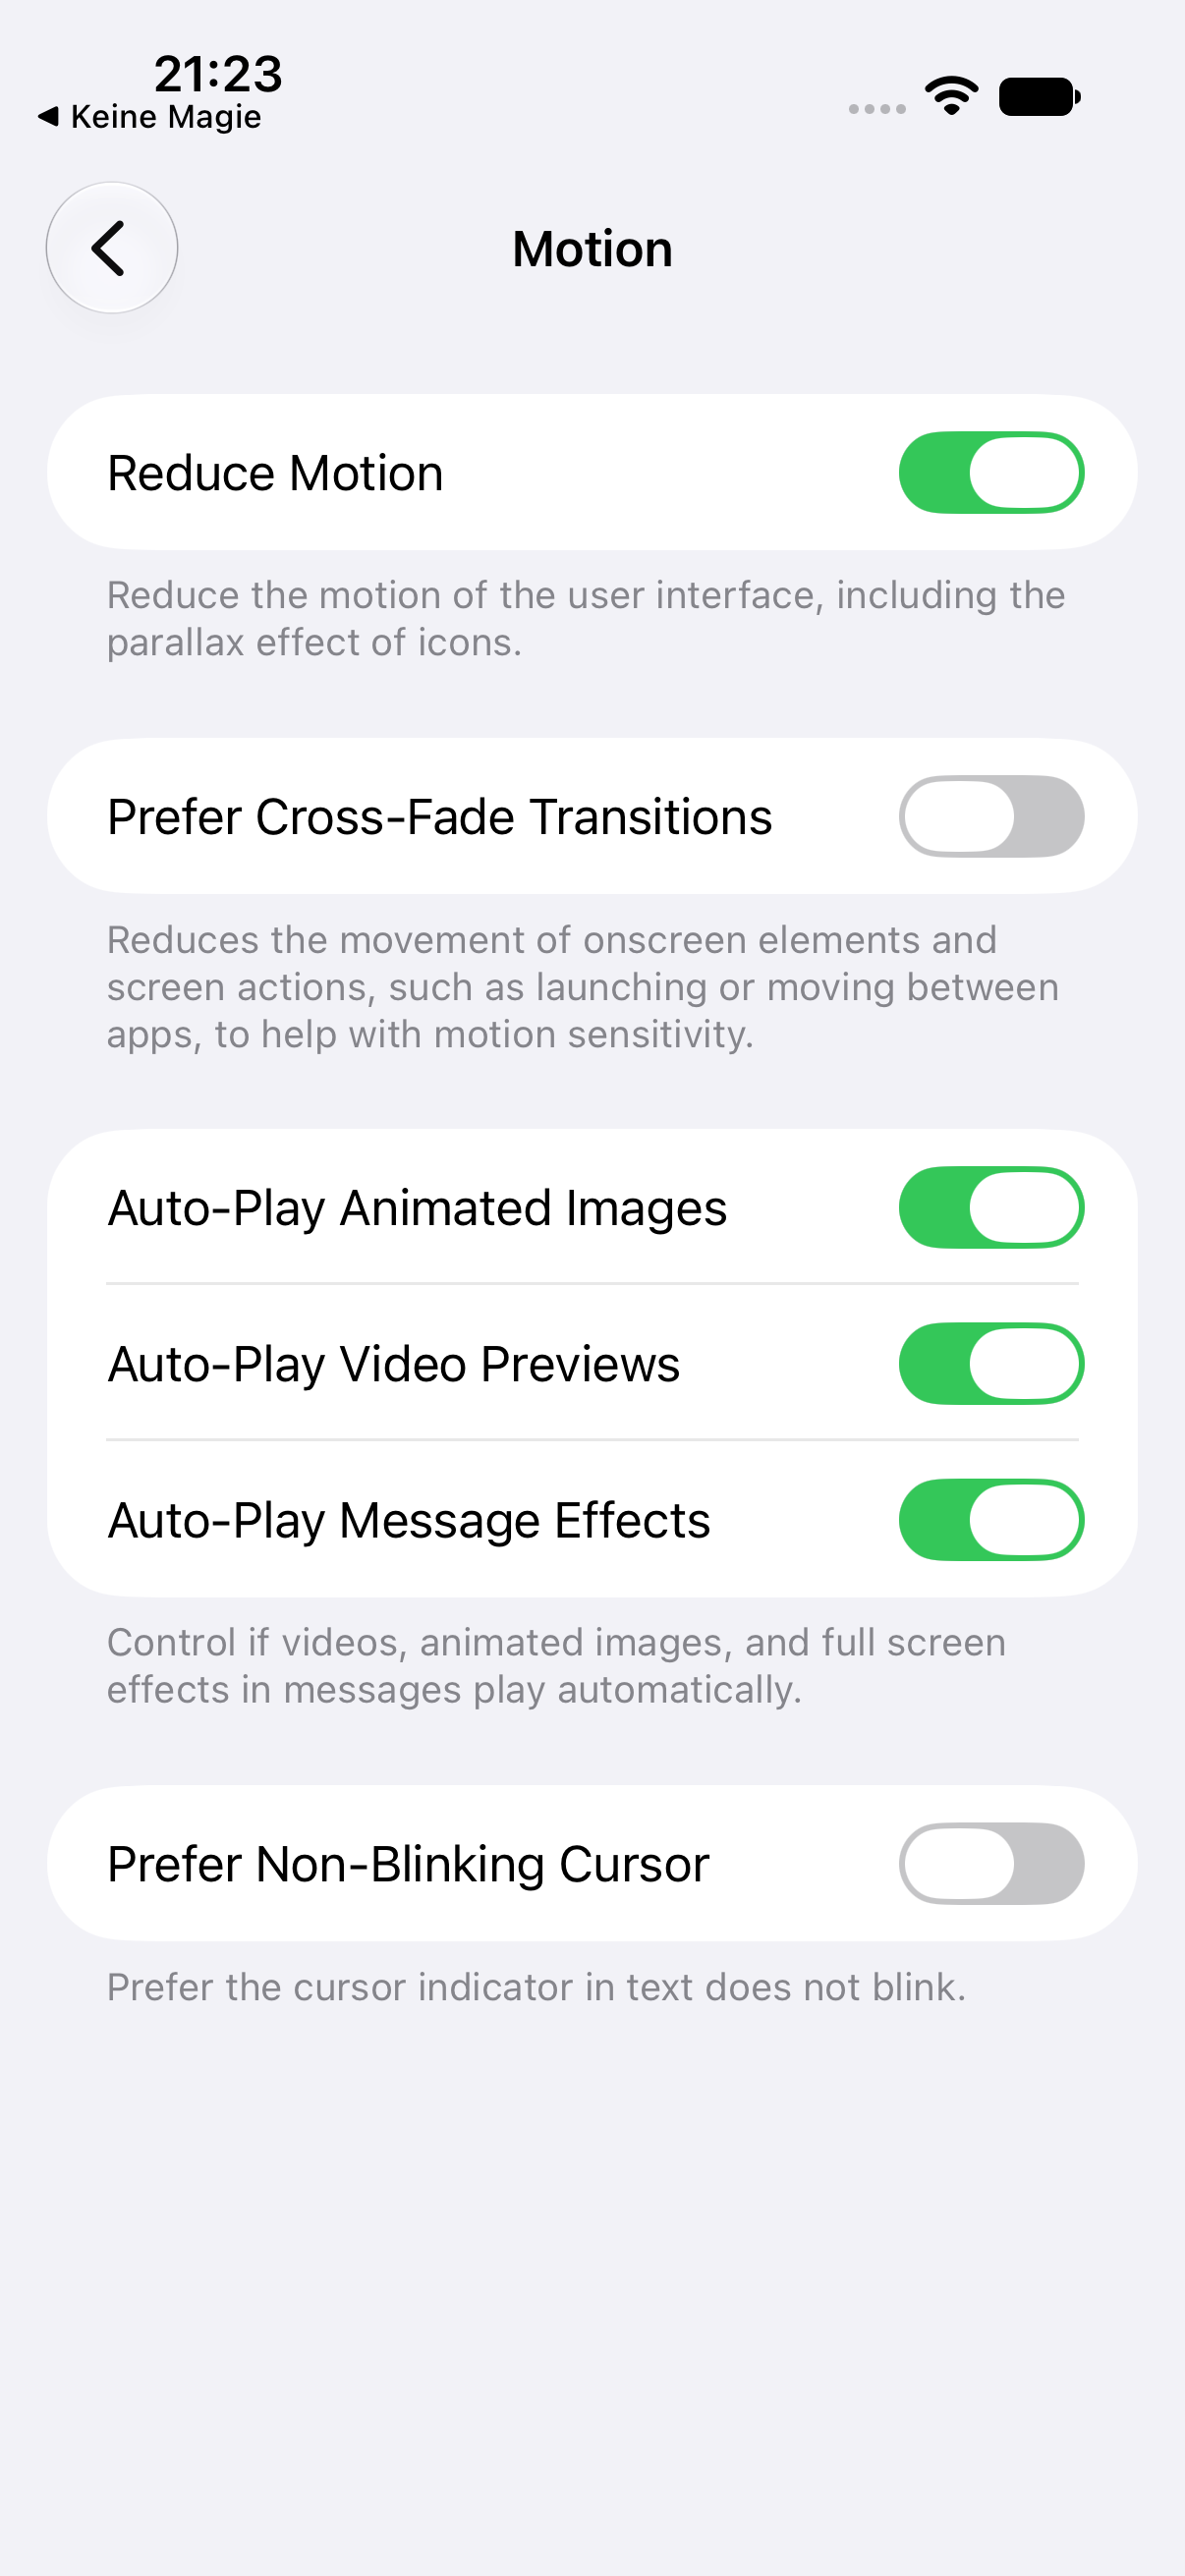 21:23
◀ Keine Magie
Motion
Reduce Motion
Reduce the motion of the user interface, including the
parallax effect of icons.
Prefer Cross-Fade Transitions
Reduces the movement of onscreen elements and
screen actions, such as launching or moving between
apps, to help with motion sensitivity.
Auto-Play Animated Images
Auto-Play Video Previews
Auto-Play Message Effects
Control if videos, animated images, and full screen
effects in messages play automatically.
Prefer Non-Blinking Cursor
Prefer the cursor indicator in text does not blink.